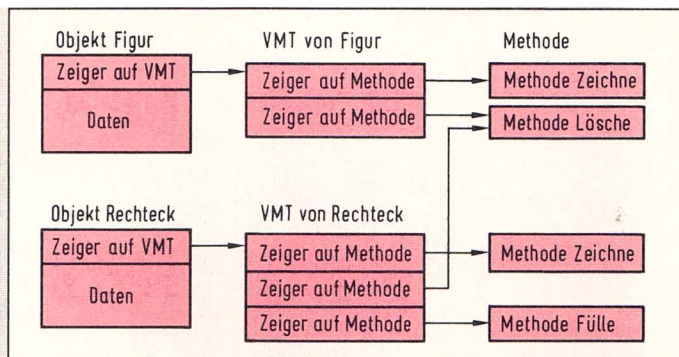 Objekt Figur
VMT von Figur
Methode
Zeiger auf VMT
Daten
Zeiger auf Methode
Zeiger auf Methode
Methode Zeichne
Methode Lösche
Objekt Rechteck
VMT von Rechteck
Zeiger auf VMT
Daten
Zeiger auf Methode
Zeiger auf Methode
Zeiger auf Methode
Methode Zeichne
Methode Fülle